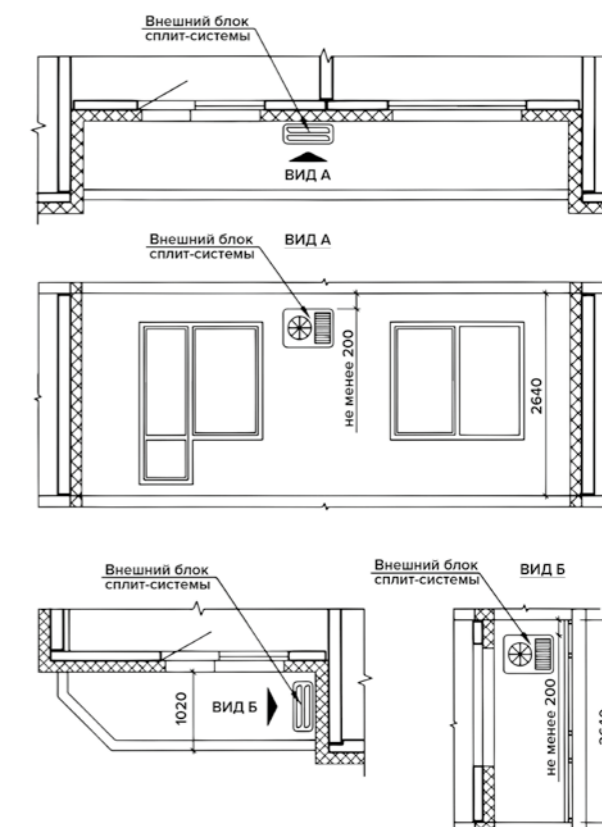 Внешний блок
сплит-системы
ВИД А
Внешний блок
сплит-системы
ВИД А
не менее 200
2640
Внешний блок
сплит-системы
1020
ВИД Б
Внешний блок
сплит-системы
ВИД Б
не менее 200